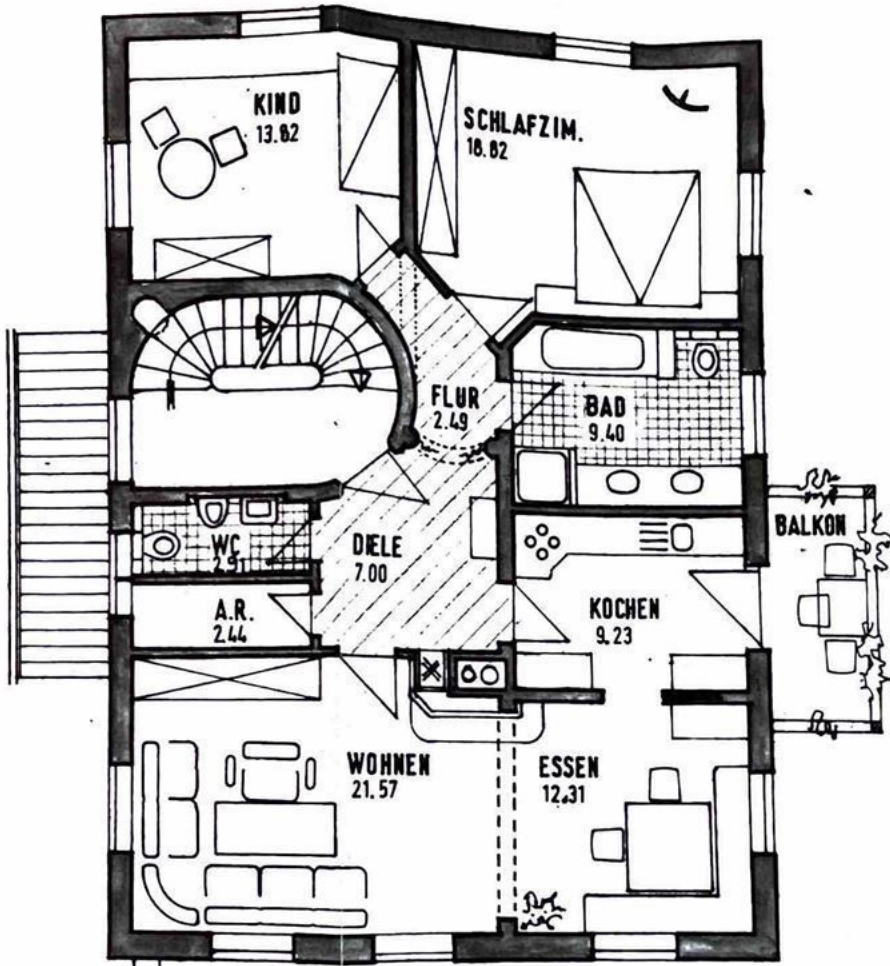 KIND
13.82
SCHLAFZIM.
18.82
FLUR
2.49
BAD
9.40
BALKON
WC
2.91
DIELE
7.00
A.R.
2.44
KOCHEN
9.23
WOHNEN
21.57
ESSEN
12.31